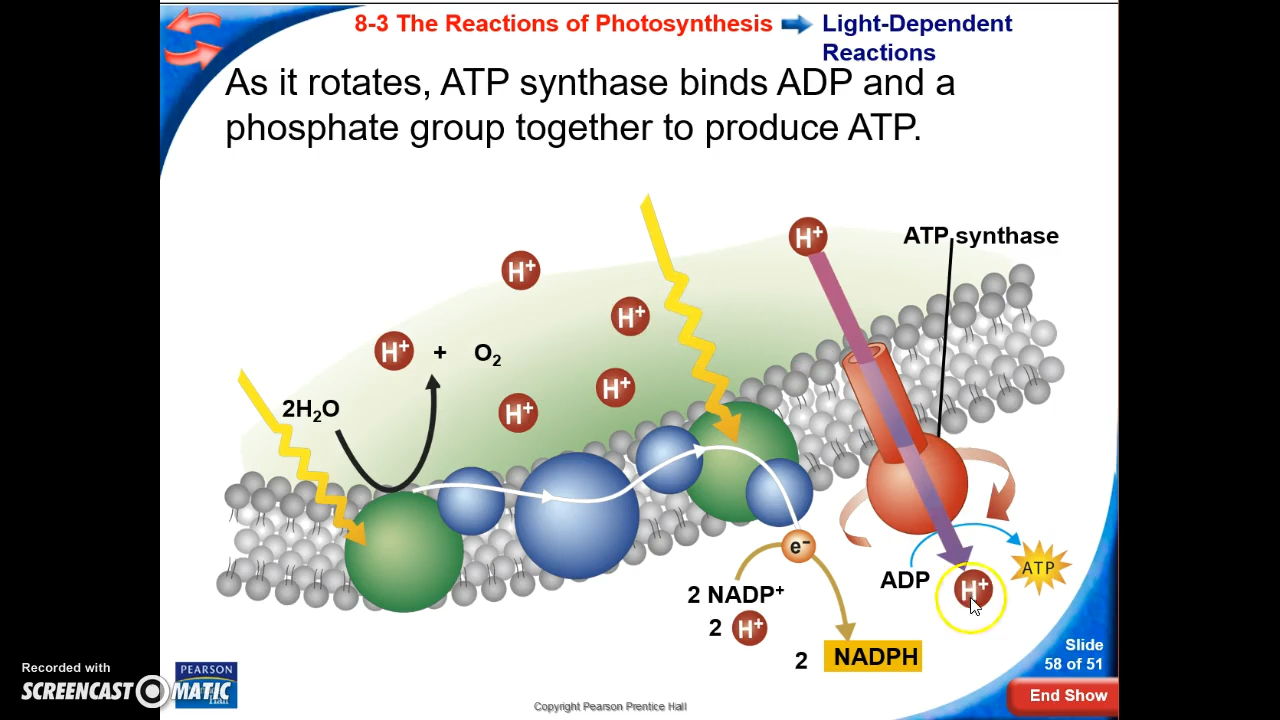 8-3 The Reactions of Photosynthesis
Light-Dependent
Reactions
As it rotates, ATP synthase binds ADP and a
phosphate group together to produce ATP.
H⁺
ATP synthase
H⁺
H⁺
H⁺ + O₂
H⁺
2H₂O
H⁺
e⁻
ADP
H⁺
ATP
2 NADP⁺
2 H⁺
2 NADPH
Slide
58 of 51
End Show
Recorded with
SCREENCAST MATIC
PEARSON
Copyright Pearson Prentice Hall